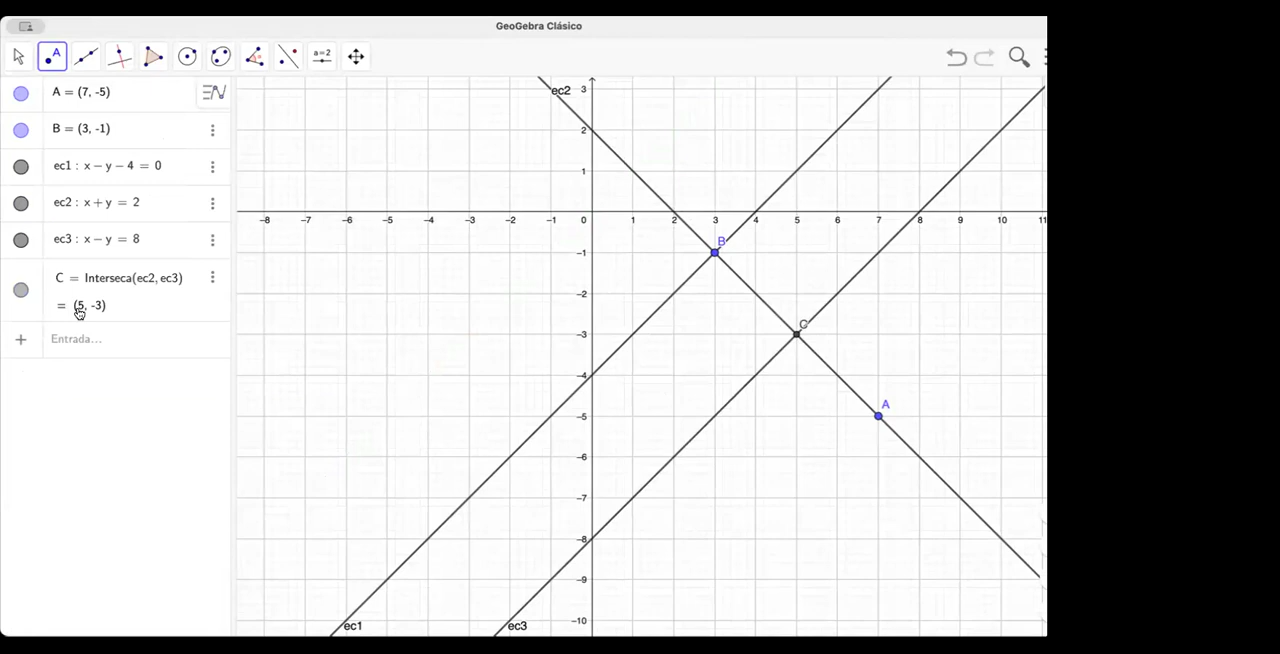 GeoGebra Clásico
A
a=2
A = (7, -5)
B = (3, -1)
ec1 : x − y − 4 = 0
ec2 : x + y = 2
ec3 : x − y = 8
C = Interseca(ec2, ec3)
= (5, -3)
Entrada...
ec2
3
2
1
−8 −7 −6 −5 −4 −3 −2 −1 0 1 2 3 4 5 6 7 8 9 10 11
B
−1
−2
C
−3
−4
A
−5
−6
−7
−8
−9
−10
ec1
ec3